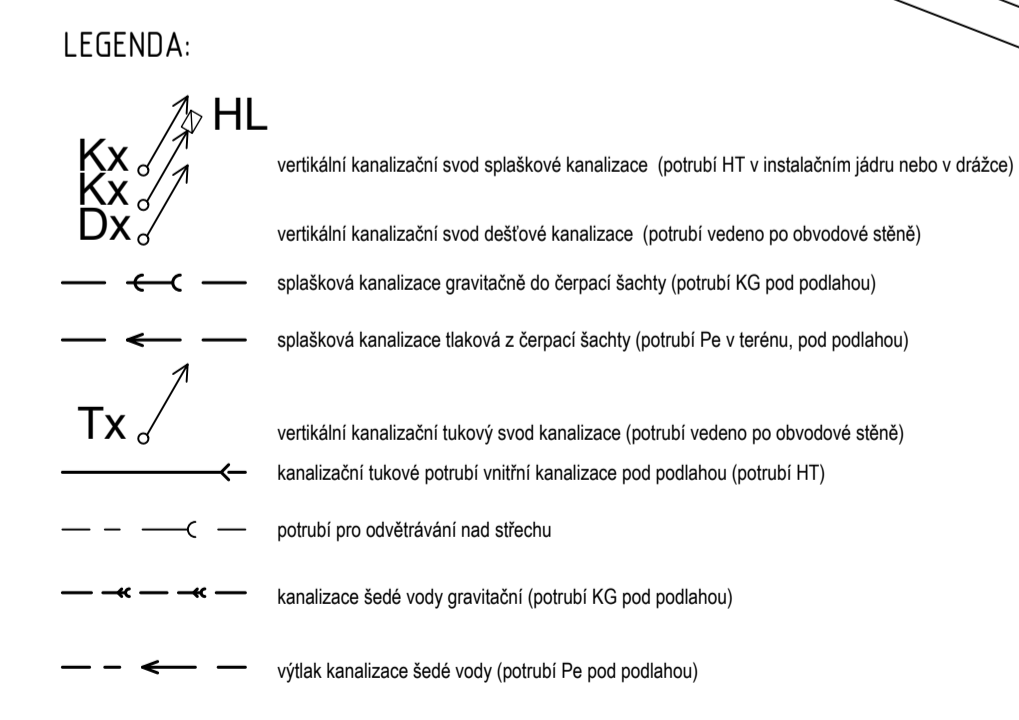 LEGENDA:
HL
Kx
Kx
vertikální kanalizační svod splaškové kanalizace (potrubí HT v instalačním jádru nebo v drážce)
Dx
vertikální kanalizační svod dešťové kanalizace (potrubí vedeno po obvodové stěně)
splašková kanalizace gravitačně do čerpací šachty (potrubí KG pod podlahou)
splašková kanalizace tlaková z čerpací šachty (potrubí Pe v terénu, pod podlahou)
Tx
vertikální kanalizační tukový svod kanalizace (potrubí vedeno po obvodové stěně)
kanalizační tukové potrubí vnitřní kanalizace pod podlahou (potrubí HT)
potrubí pro odvětrávání nad střechu
kanalizace šedé vody gravitační (potrubí KG pod podlahou)
výtlak kanalizace šedé vody (potrubí Pe pod podlahou)